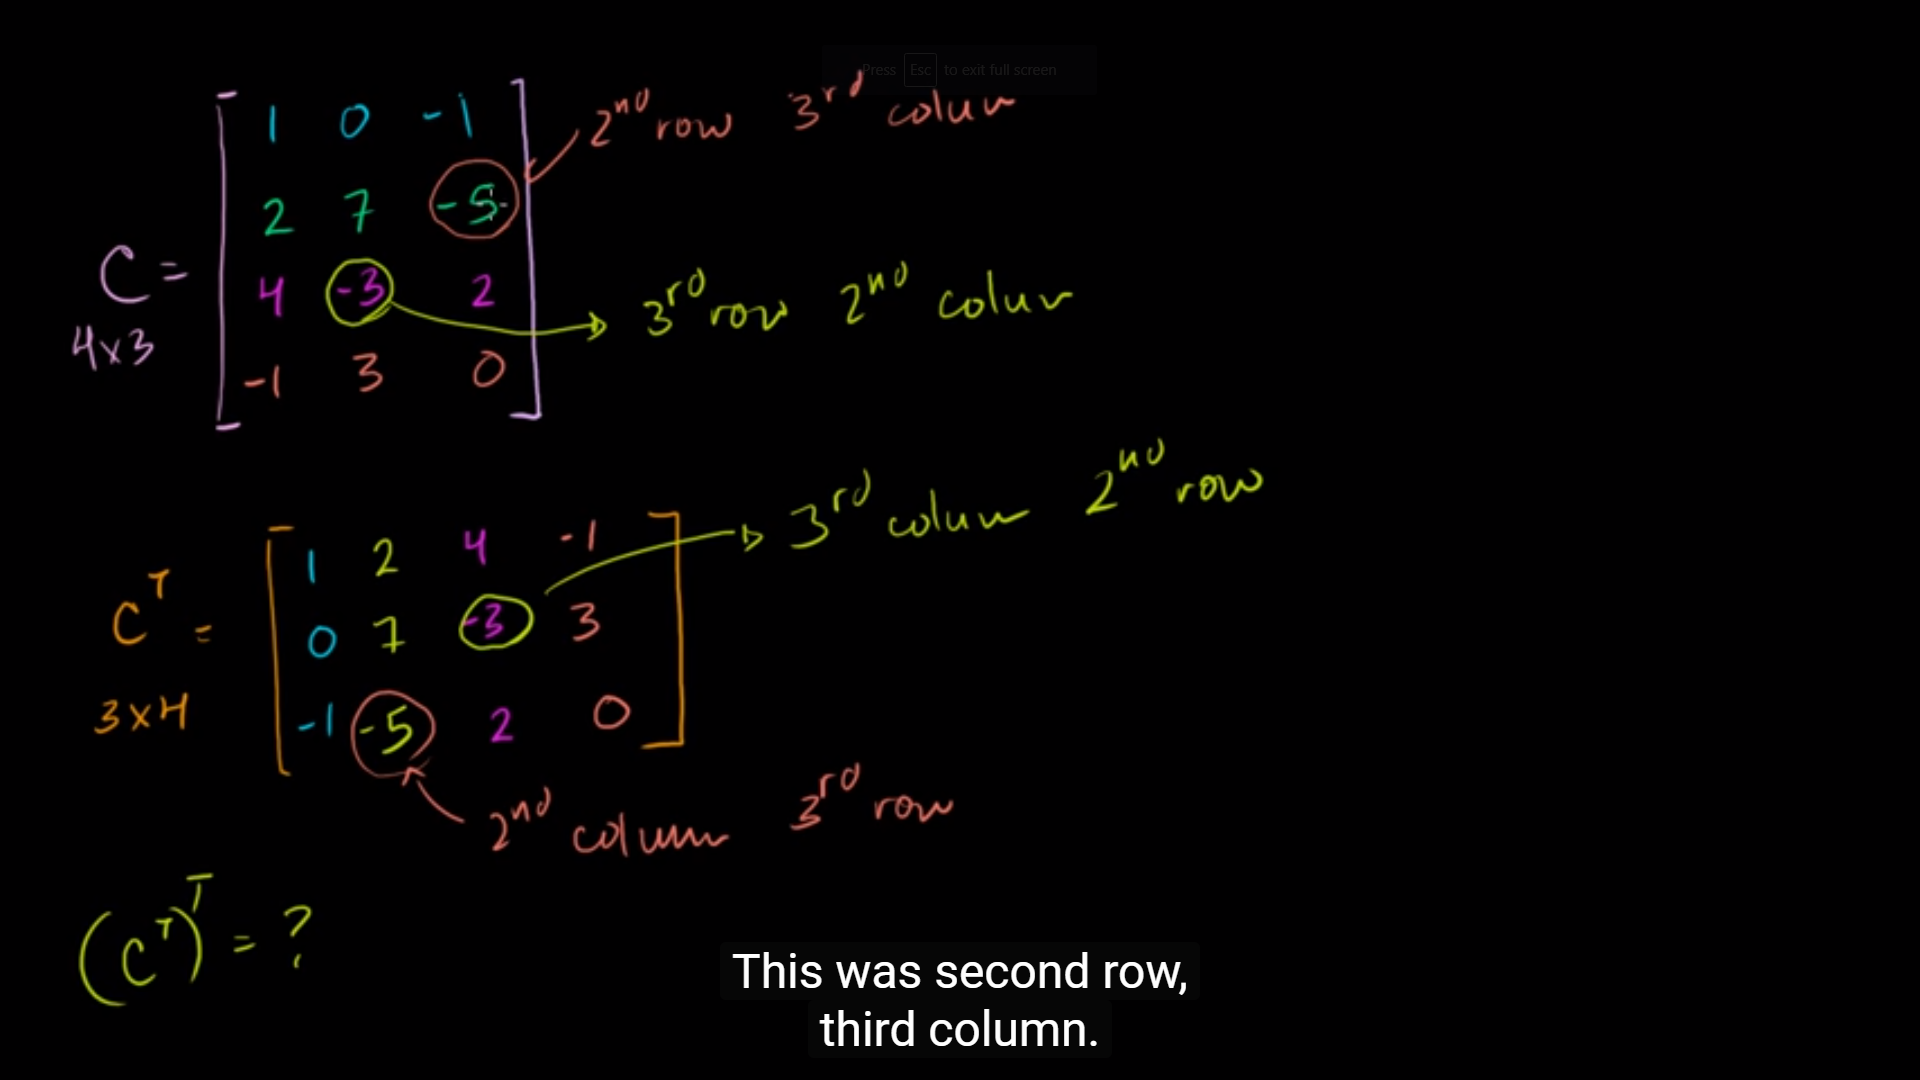 Press Esc to exit full screen
1 0 -1 2nd row 3rd colum
2 7 -5
C = 4 -3 2 3rd row 2nd colum
4x3 -1 3 0
1 2 4 -1 3rd colum 2nd row
C^T = 0 7 -3 3
3x4 -1 -5 2 0
2nd column 3rd row
(C^T)^T = ?
This was second row,
third column.